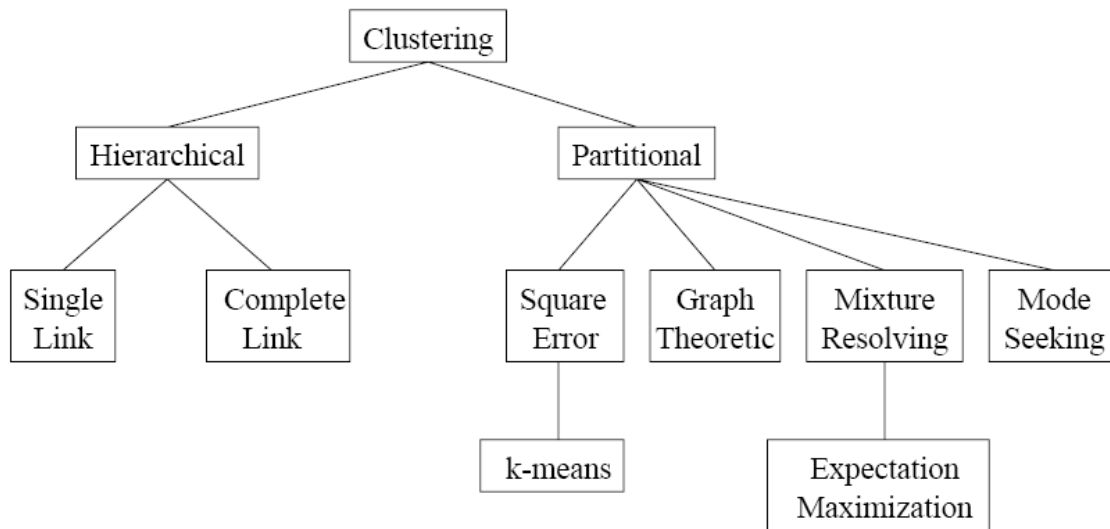 Clustering
Hierarchical
Partitional
Single
Link
Complete
Link
Square
Error
Graph
Theoretic
Mixture
Resolving
Mode
Seeking
k-means
Expectation
Maximization